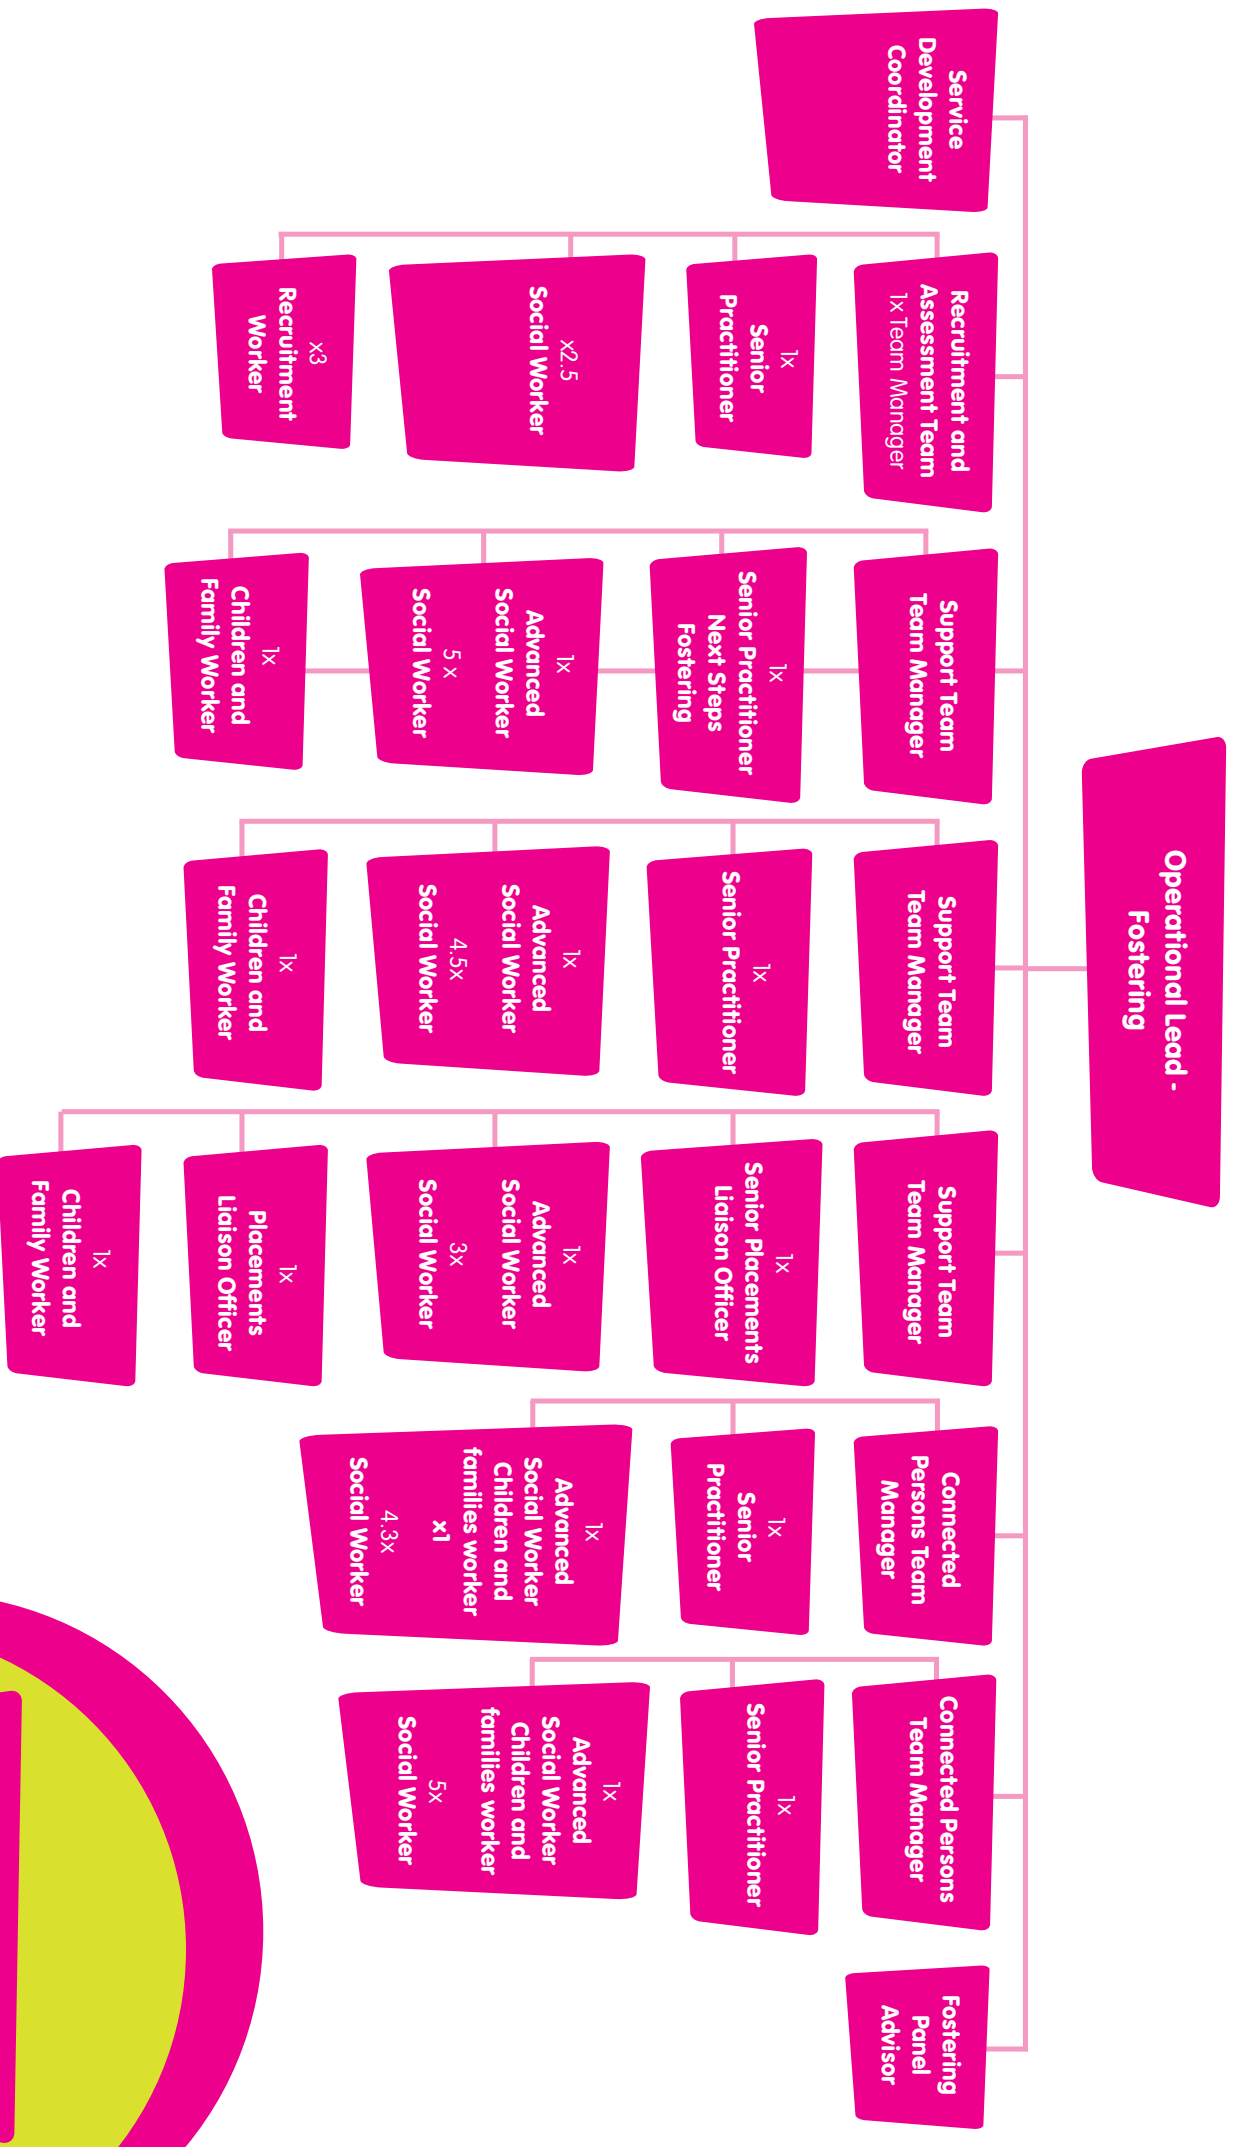 Operational Lead -
Fostering
Service
Development
Coordinator
Recruitment and
Assessment Team
1x Team Manager
1x
Senior
Practitioner
x2.5
Social Worker
x3
Recruitment
Worker
Support Team
Team Manager
1x
Senior Practitioner
Next Steps
Fostering
1x
Advanced
Social Worker
5 x
Social Worker
1x
Children and
Family Worker
Support Team
Team Manager
1x
Senior Practitioner
1x
Advanced
Social Worker
4.5x
Social Worker
1x
Children and
Family Worker
Support Team
Team Manager
1x
Senior Placements
Liaison Officer
1x
Advanced
Social Worker
3x
Social Worker
1x
Placements
Liaison Officer
1x
Children and
Family Worker
Connected
Persons Team
Manager
1x
Senior
Practitioner
1x
Advanced
Social Worker
Children and
families worker
x1
4.3x
Social Worker
Connected Persons
Team Manager
1x
Senior Practitioner
1x
Advanced
Social Worker
Children and
families worker
5x
Social Worker
Fostering
Panel
Advisor